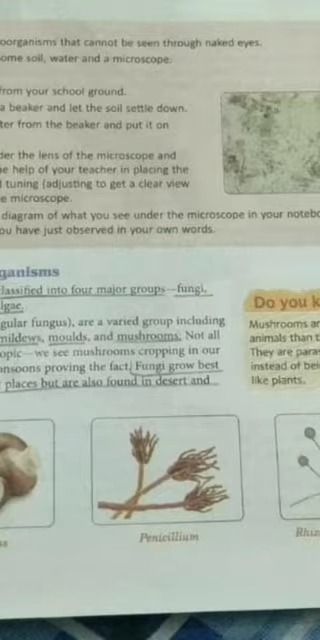 oorganisms that cannot be seen through naked eyes.
ome soil, water and a microscope.
from your school ground.
a beaker and let the soil settle down.
ter from the beaker and put it on
der the lens of the microscope and
e help of your teacher in placing the
l tuning (adjusting to get a clear view
e microscope.
diagram of what you see under the microscope in your notebo
ou have just observed in your own words.
ganisms
lassified into four major groups—fungi,
lgae.
gular fungus), are a varied group including
mildews, moulds, and mushrooms. Not all
opic—we see mushrooms cropping in our
onsoons proving the fact. Fungi grow best
places but are also found in desert and
Do you k
Mushrooms ar
animals than t
They are paras
instead of bei
like plants.
Penicillium
Rhiz